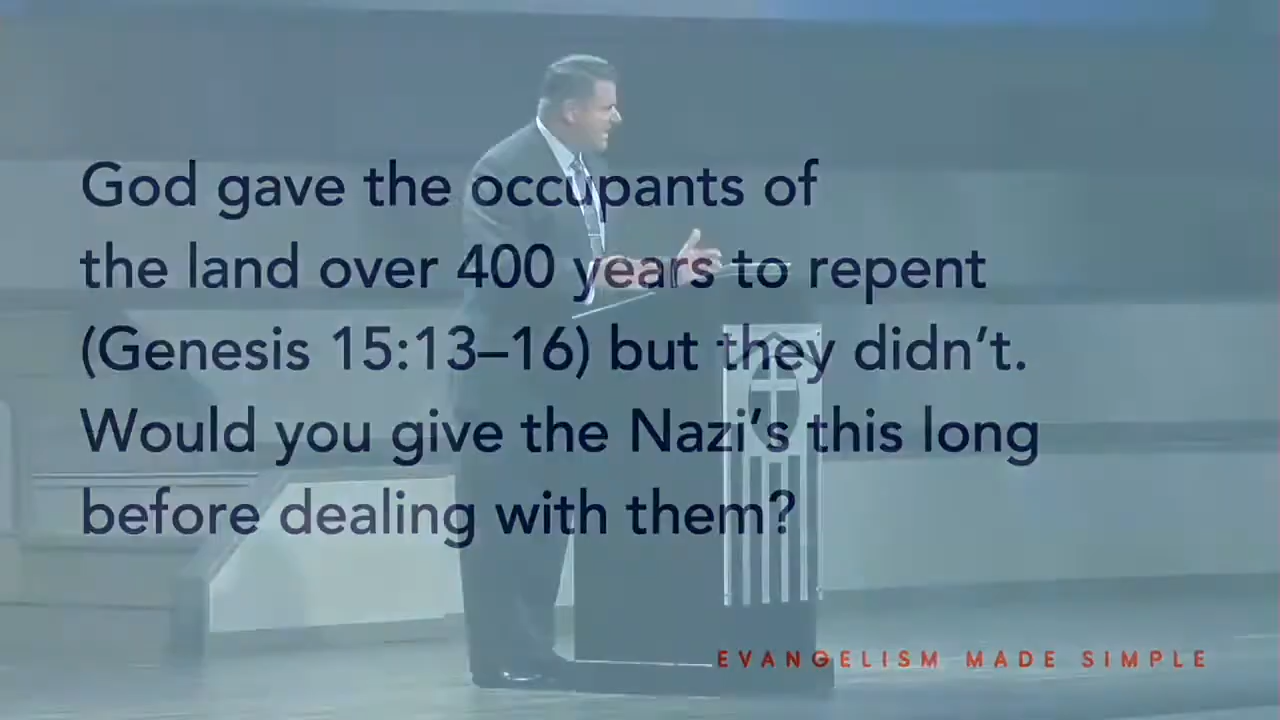 God gave the occupants of
the land over 400 years to repent
(Genesis 15:13–16) but they didn’t.
Would you give the Nazi’s this long
before dealing with them?
EVANGELISM MADE SIMPLE